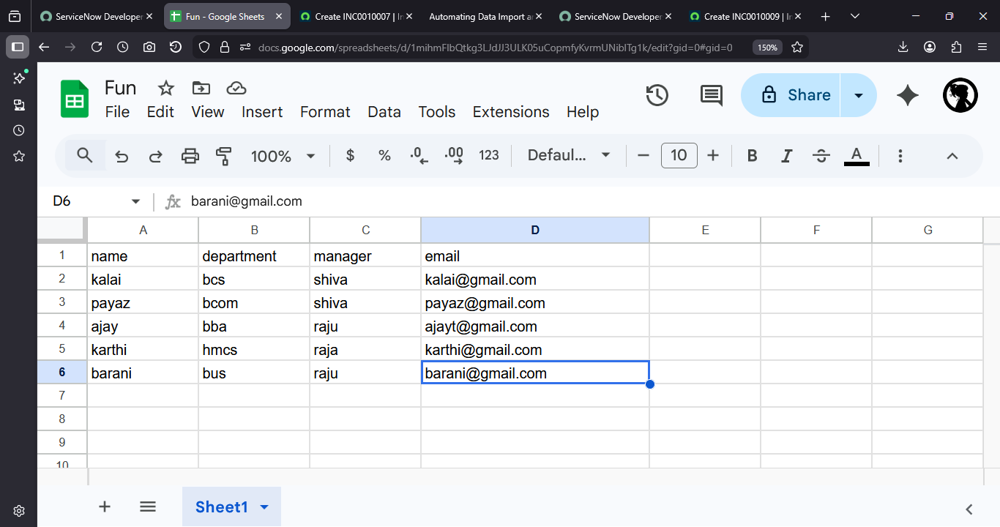 ServiceNow Developer
Fun - Google Sheets
Create INC0010007 | In
Automating Data Import an
ServiceNow Developer
Create INC0010009 | In
docs.google.com/spreadsheets/d/1mihmFIbQtkg3LJdJJ3ULK05uCopmfyKvrmUNiblTg1k/edit?gid=0#gid=0
150%
Fun
File Edit View Insert Format Data Tools Extensions Help
Share
100% $ % .0 .00 123 Defaul... 10 B I S A
D6 fx barani@gmail.com
A B C D E F G
1 name department manager email
2 kalai bcs shiva kalai@gmail.com
3 payaz bcom shiva payaz@gmail.com
4 ajay bba raju ajayt@gmail.com
5 karthi hmcs raja karthi@gmail.com
6 barani bus raju barani@gmail.com
7
8
9
10
Sheet1